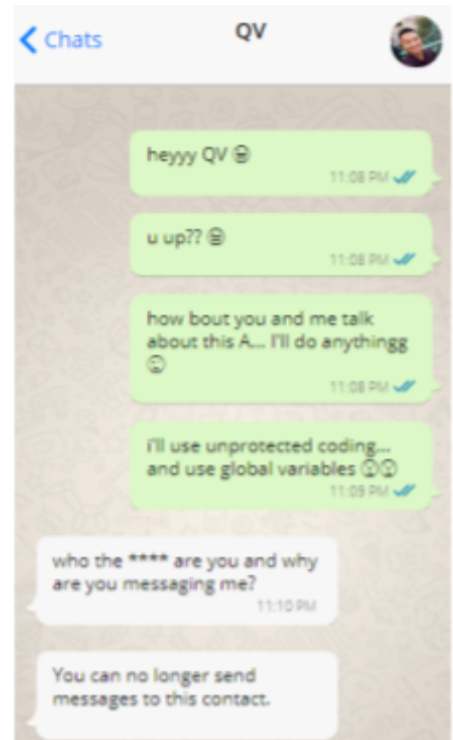 Chats
QV
heyyy QV 😩
11:08 PM
u up?? 😩
11:08 PM
how bout you and me talk
about this A... I'll do anythingg
😳
11:08 PM
i'll use unprotected coding...
and use global variables 😳😳
11:09 PM
who the **** are you and why
are you messaging me?
11:10 PM
You can no longer send
messages to this contact.